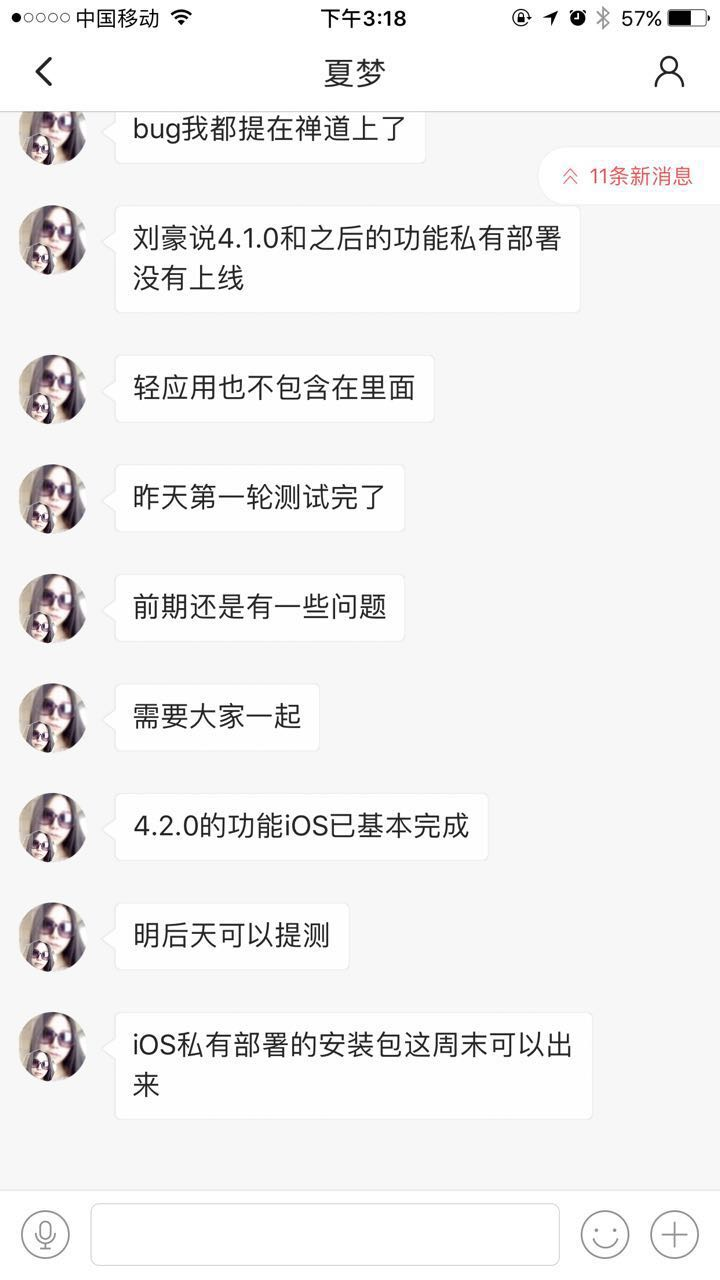 中国移动
下午3:18
57%
夏梦
bug我都提在禅道上了
11条新消息
刘豪说4.1.0和之后的功能私有部署
没有上线
轻应用也不包含在里面
昨天第一轮测试完了
前期还是有一些问题
需要大家一起
4.2.0的功能iOS已基本完成
明后天可以提测
iOS私有部署的安装包这周末可以出
来